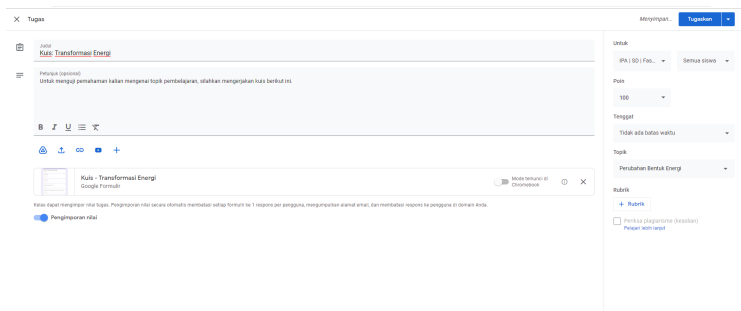 Tugas
Menyimpan...
Tugaskan
Judul
Kuis: Transformasi Energi
Petunjuk (opsional)
Untuk menguji pemahaman kalian mengenai topik pembelajaran, silahkan mengerjakan kuis berikut ini:
B I U
Kuis - Transformasi Energi
Google Formulir
Mode terkunci di
Chromebook
Kelas dapat mengimpor nilai tugas. Pengimporan nilai secara otomatis membatasi setiap formulir ke 1 respons per pengguna, mengumpulkan alamat email, dan membatasi respons ke pengguna di domain Anda.
Pengimporan nilai
Untuk
IPA | SD | Fas...
Semua siswa
Poin
100
Tenggat
Tidak ada batas waktu
Topik
Perubahan Bentuk Energi
Rubrik
+ Rubrik
Periksa plagiarisme (keaslian)
Pelajari lebih lanjut